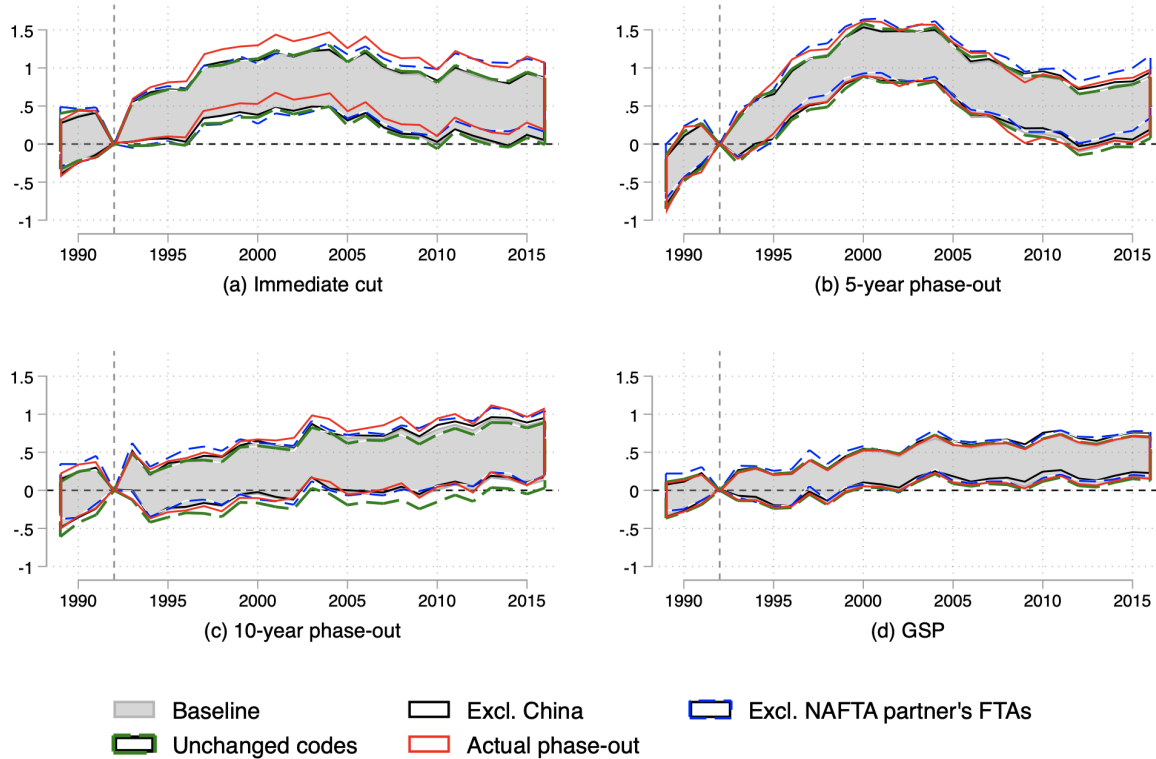 1.5
1
.5
0
-.5
-1
1990 1995 2000 2005 2010 2015
(a) Immediate cut
1.5
1
.5
0
-.5
-1
1990 1995 2000 2005 2010 2015
(b) 5-year phase-out
1.5
1
.5
0
-.5
-1
1990 1995 2000 2005 2010 2015
(c) 10-year phase-out
1.5
1
.5
0
-.5
-1
1990 1995 2000 2005 2010 2015
(d) GSP
Baseline Excl. China Excl. NAFTA partner's FTAs
Unchanged codes Actual phase-out